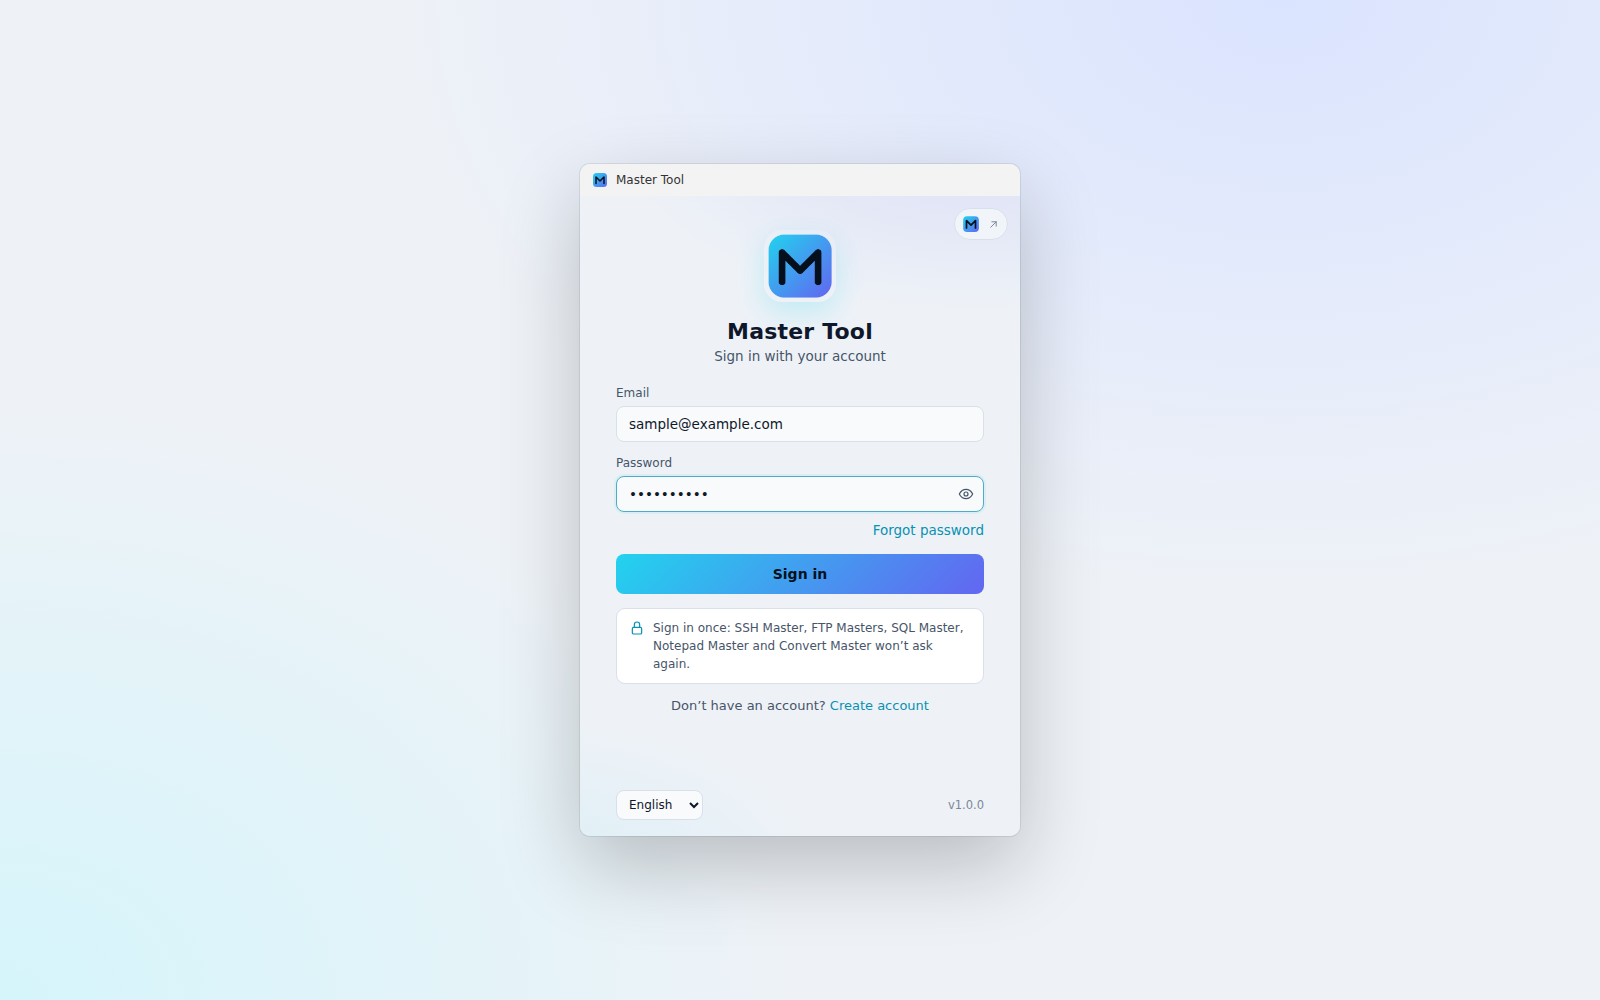 Master Tool
Master Tool
Sign in with your account
Email
sample@example.com
Password
••••••••••
Forgot password
Sign in
Sign in once: SSH Master, FTP Masters, SQL Master,
Notepad Master and Convert Master won’t ask
again.
Don’t have an account? Create account
English
v1.0.0